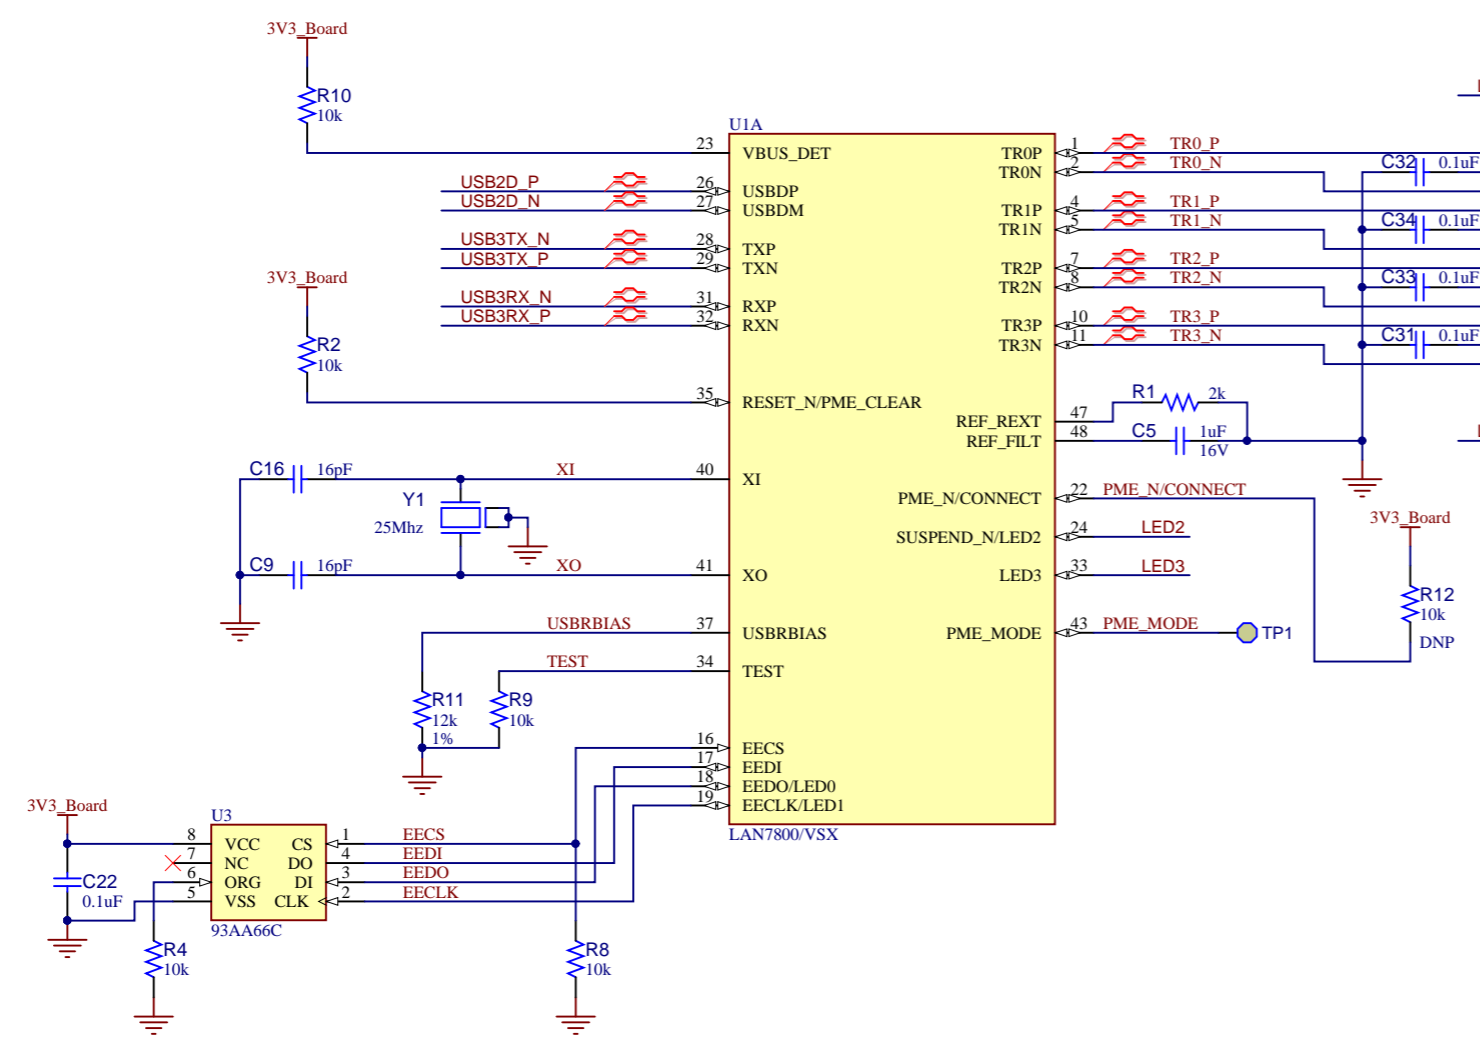 3V3_Board
R10
10k
U1A
23
VBUS_DET
TR0P
1
TR0_P
TR0N
2
TR0_N
C32
0.1uF
USB2D_P
26
USBDP
USB2D_N
27
USBDM
TR1P
4
TR1_P
TR1N
5
TR1_N
C34
0.1uF
USB3TX_N
28
TXP
USB3TX_P
29
TXN
TR2P
7
TR2_P
TR2N
8
TR2_N
C33
0.1uF
3V3_Board
USB3RX_N
31
RXP
USB3RX_P
32
RXN
TR3P
10
TR3_P
TR3N
11
TR3_N
C31
0.1uF
R2
10k
35
RESET_N/PME_CLEAR
R1
2k
REF_REXT
47
REF_FILT
48
C5
1uF
16V
C16
16pF
XI
40
XI
Y1
25Mhz
PME_N/CONNECT
22
PME_N/CONNECT
3V3_Board
SUSPEND_N/LED2
24
LED2
C9
16pF
XO
41
XO
LED3
33
LED3
R12
10k
DNP
USBRBIAS
37
USBRBIAS
PME_MODE
43
PME_MODE
TP1
TEST
34
TEST
R11
12k
1%
R9
10k
16
EECS
17
EEDI
18
EEDO/LED0
19
EECLK/LED1
LAN7800/VSX
3V3_Board
U3
8
VCC
CS
1
EECS
7
NC
DO
4
EEDI
6
ORG
DI
3
EEDO
5
VSS
CLK
2
EECLK
C22
0.1uF
93AA66C
R4
10k
R8
10k